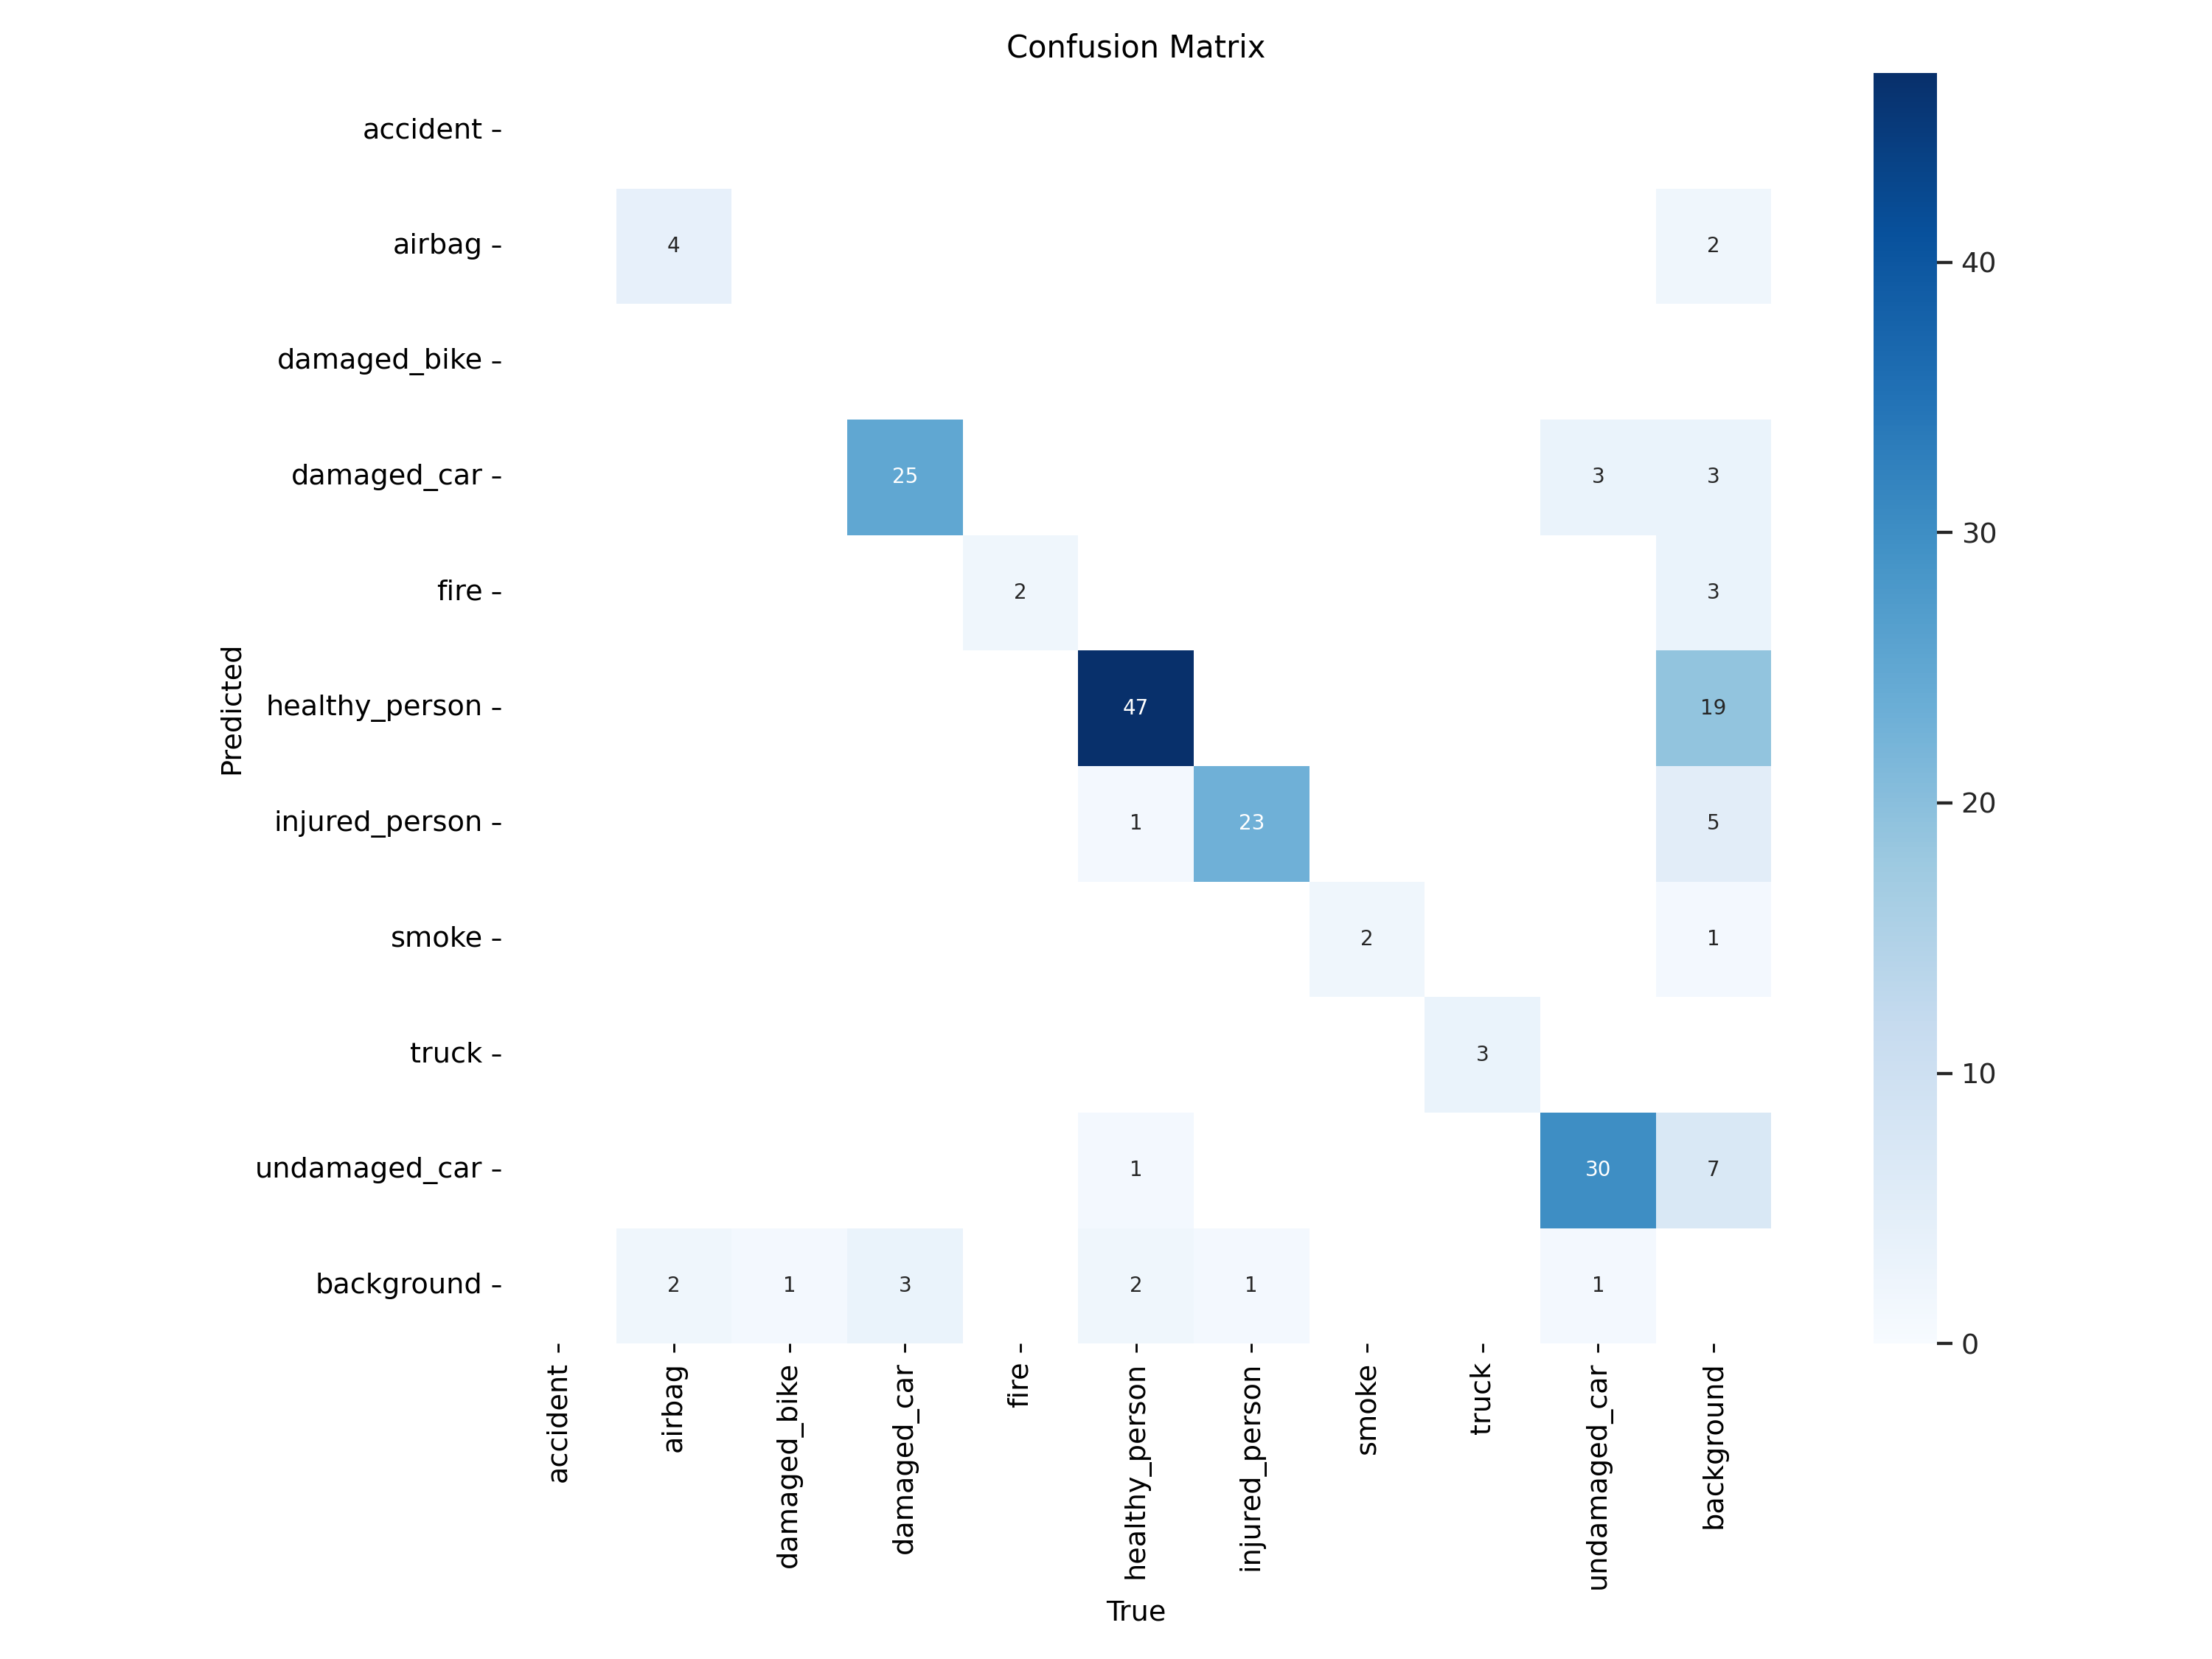 Confusion Matrix
accident
airbag 4 2
damaged_bike
damaged_car 25 3 3
fire 2 3
healthy_person 47 19
injured_person 1 23 5
smoke 2 1
truck 3
undamaged_car 1 30 7
background 2 1 3 2 1 1
Predicted
accident
airbag
damaged_bike
damaged_car
fire
healthy_person
injured_person
smoke
truck
undamaged_car
background
True
40
30
20
10
0